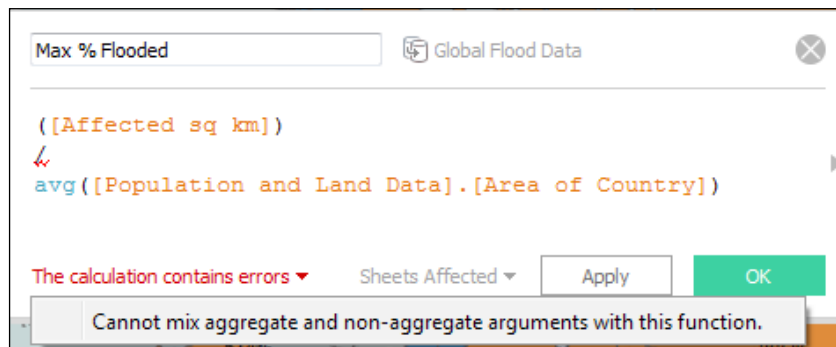 Max % Flooded
Global Flood Data
([Affected sq km])
/
avg([Population and Land Data].[Area of Country])
The calculation contains errors
Sheets Affected
Apply
OK
Cannot mix aggregate and non-aggregate arguments with this function.